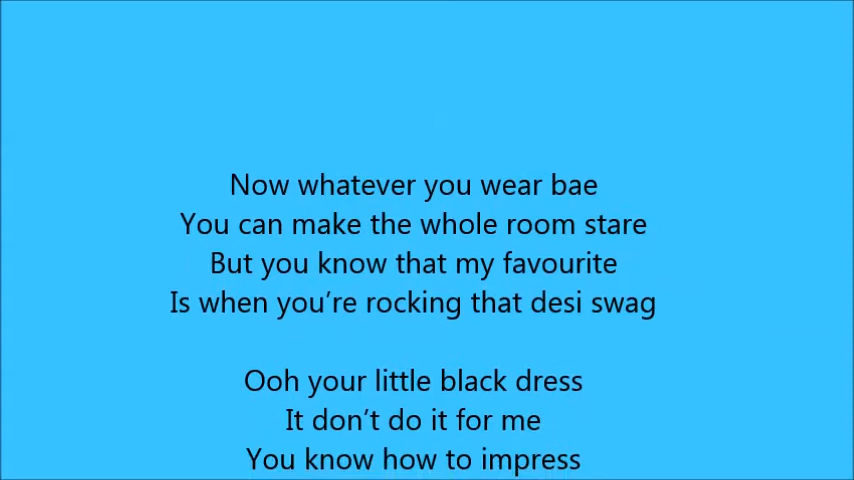 Now whatever you wear bae
You can make the whole room stare
But you know that my favourite
Is when you’re rocking that desi swag
Ooh your little black dress
It don’t do it for me
You know how to impress